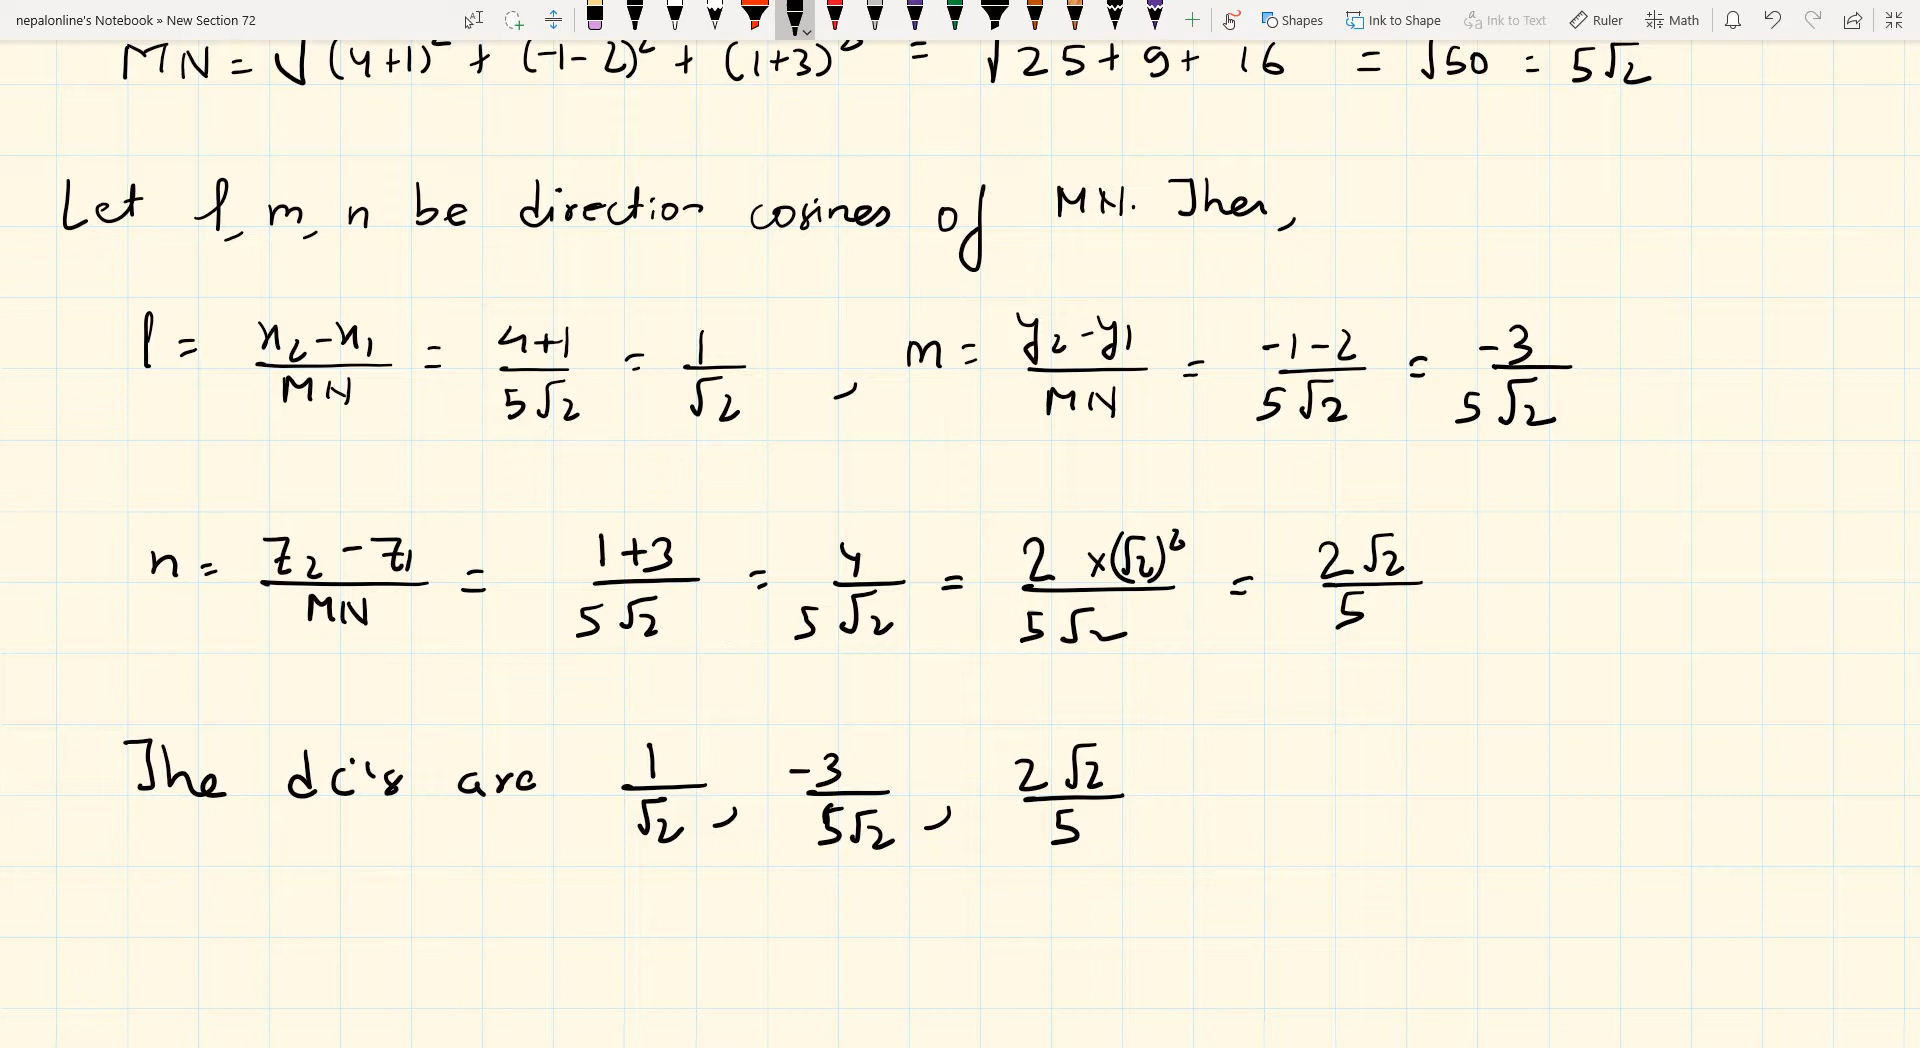 nepalonline's Notebook » New Section 72 Shapes Ink to Shape Ink to Text Ruler Math
MN = √(4+1)² + (-1-2)² + (1+3)² = √25 + 9 + 16 = √50 = 5√2
Let l, m, n be direction cosines of MN. Then,
l = (x₂-x₁)/MN = (4+1)/(5√2) = 1/√2 , m = (y₂-y₁)/MN = (-1-2)/(5√2) = -3/(5√2)
n = (z₂-z₁)/MN = (1+3)/(5√2) = 4/(5√2) = (2×(√2)²)/(5√2) = 2√2/5
The dc's are 1/√2 , -3/(5√2) , 2√2/5